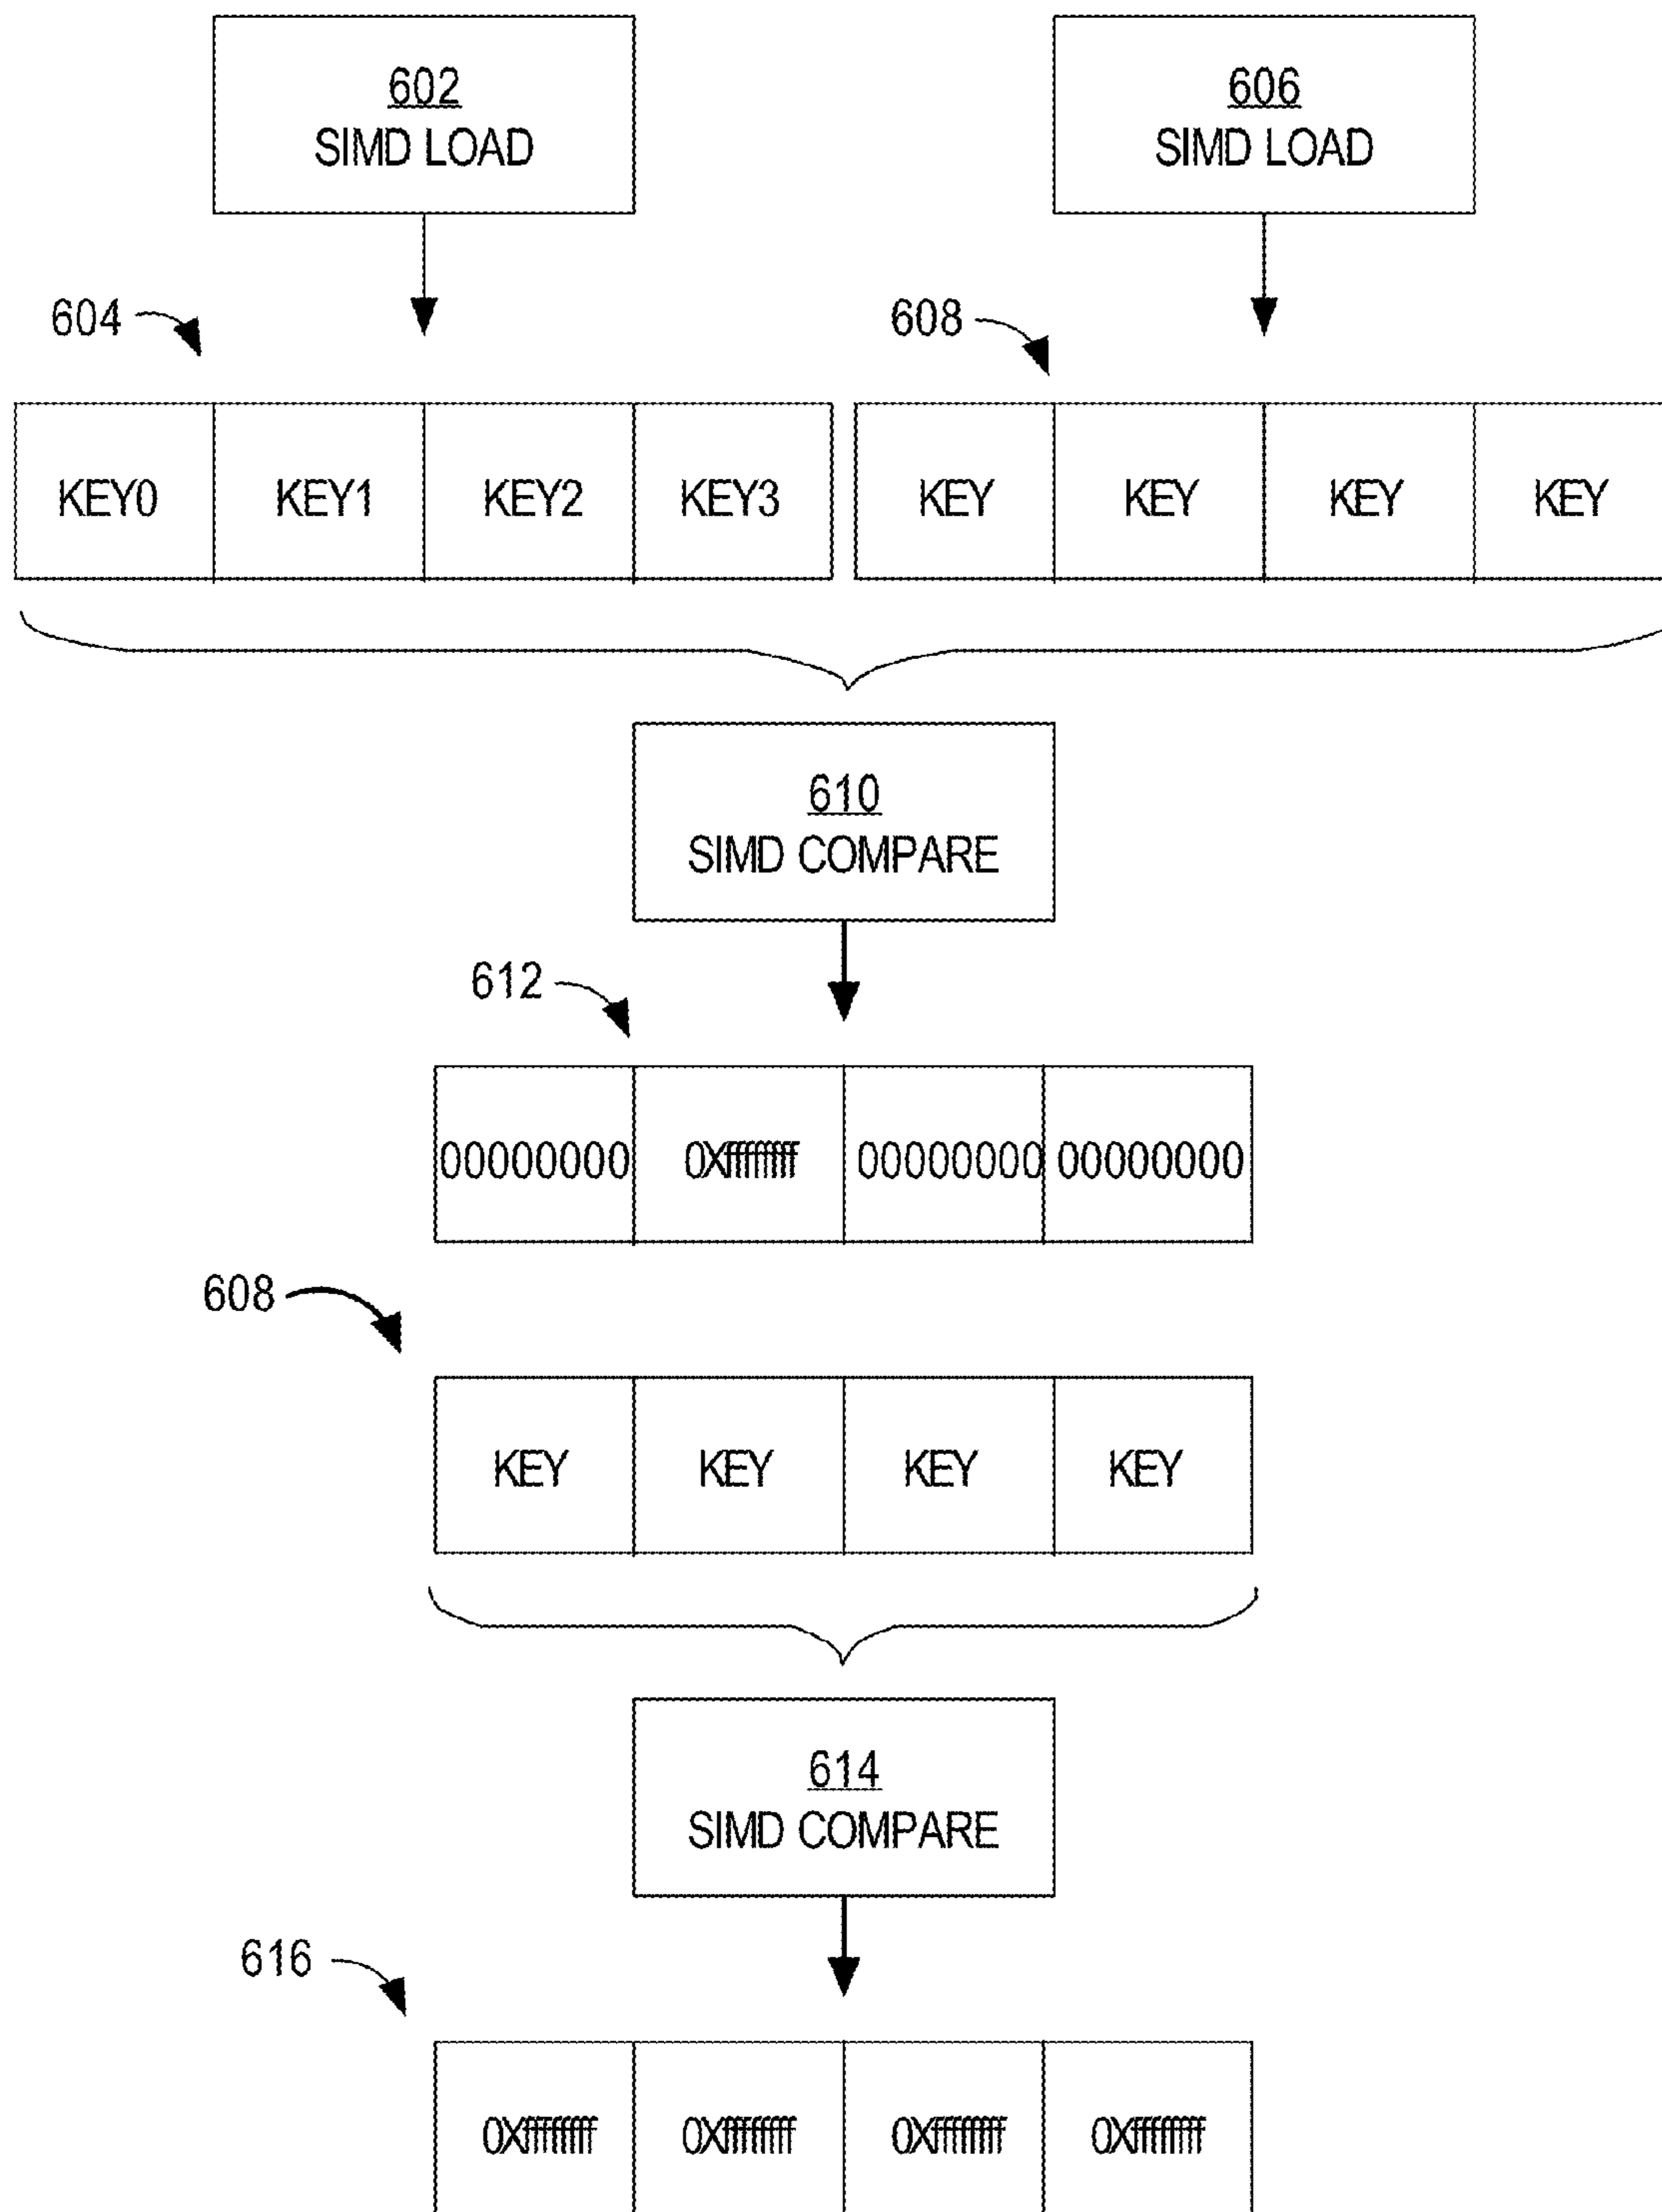 602
SIMD LOAD
606
SIMD LOAD
604
608
KEY0 KEY1 KEY2 KEY3 KEY KEY KEY KEY
610
SIMD COMPARE
612
00000000 0Xffffffff 00000000 00000000
608
KEY KEY KEY KEY
614
SIMD COMPARE
616
0Xffffffff 0Xffffffff 0Xffffffff 0Xffffffff